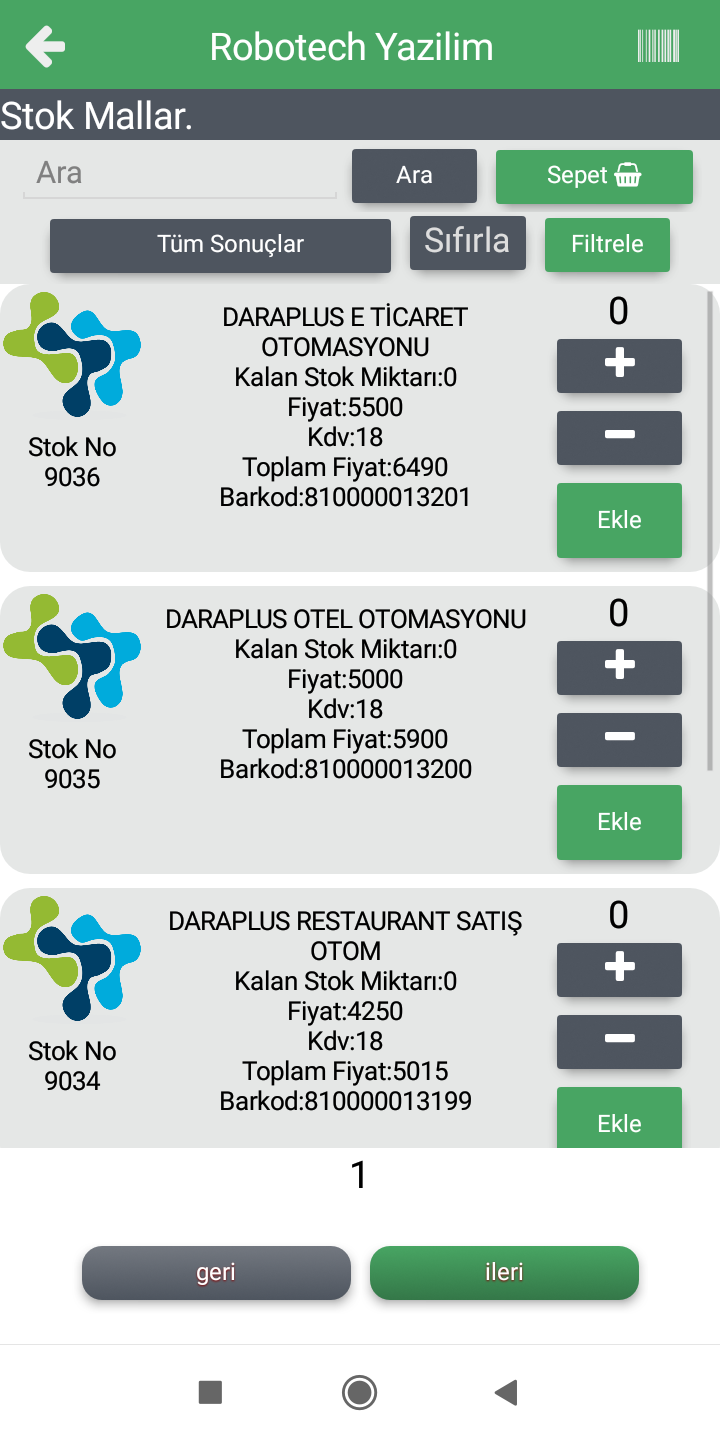 Robotech Yazilim
Stok Mallar.
Ara
Ara
Sepet
Tüm Sonuçlar
Sıfırla
Filtrele
DARAPLUS E TİCARET
OTOMASYONU
Kalan Stok Miktarı:0
Fiyat:5500
Kdv:18
Toplam Fiyat:6490
Barkod:810000013201
Stok No
9036
0
Ekle
DARAPLUS OTEL OTOMASYONU
Kalan Stok Miktarı:0
Fiyat:5000
Kdv:18
Toplam Fiyat:5900
Barkod:810000013200
Stok No
9035
0
Ekle
DARAPLUS RESTAURANT SATIŞ
OTOM
Kalan Stok Miktarı:0
Fiyat:4250
Kdv:18
Toplam Fiyat:5015
Barkod:810000013199
Stok No
9034
0
Ekle
1
geri
ileri